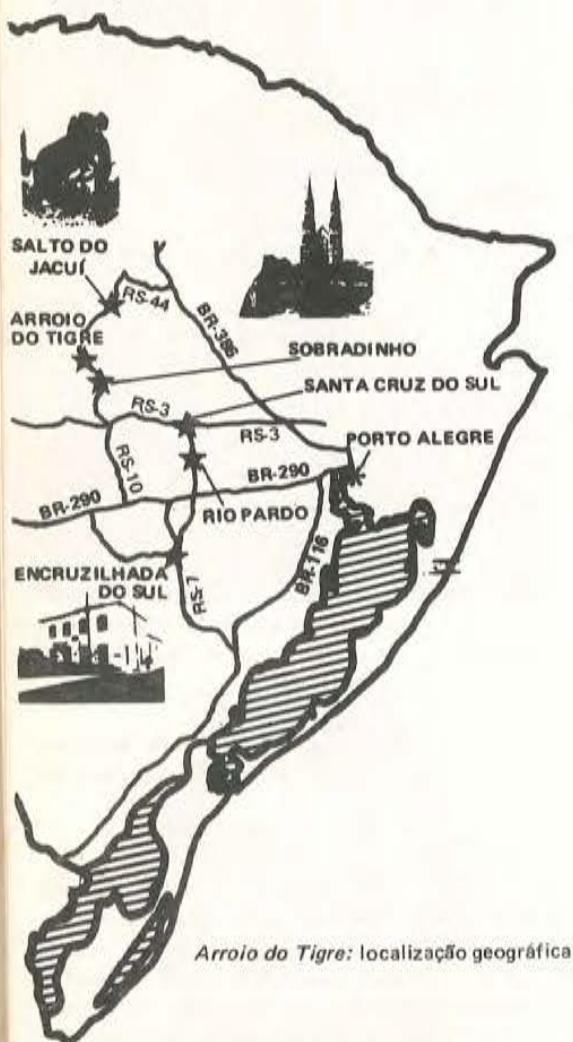 SALTO DO
JACUÍ
RS-44
BR-386
ARROIO
DO TIGRE
SOBRADINHO
SANTA CRUZ DO SUL
RS-3
RS-3
PORTO ALEGRE
RS-10
BR-290
BR-290
RIO PARDO
BR-116
ENCRUZILHADA
DO SUL
RS-7
Arroio do Tigre: localização geográfica